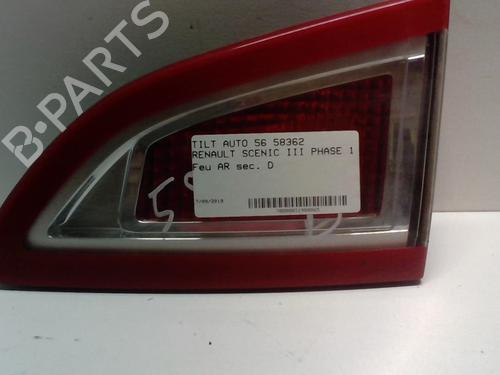 B-PARTS
TILT AUTO 56 58362
RENAULT SCENIC III PHASE 1
Feu AR sec. D